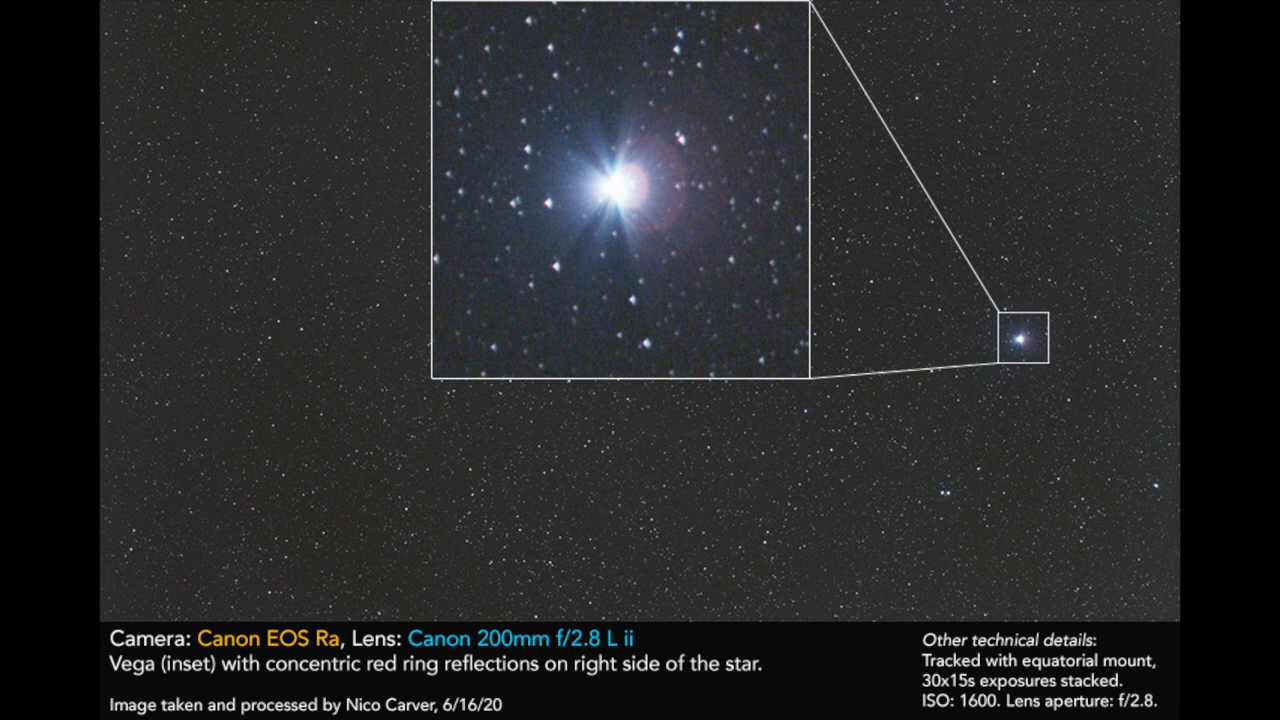 Camera: Canon EOS Ra, Lens: Canon 200mm f/2.8 L ii
Vega (inset) with concentric red ring reflections on right side of the star.
Image taken and processed by Nico Carver, 6/16/20
Other technical details:
Tracked with equatorial mount,
30x15s exposures stacked.
ISO: 1600. Lens aperture: f/2.8.